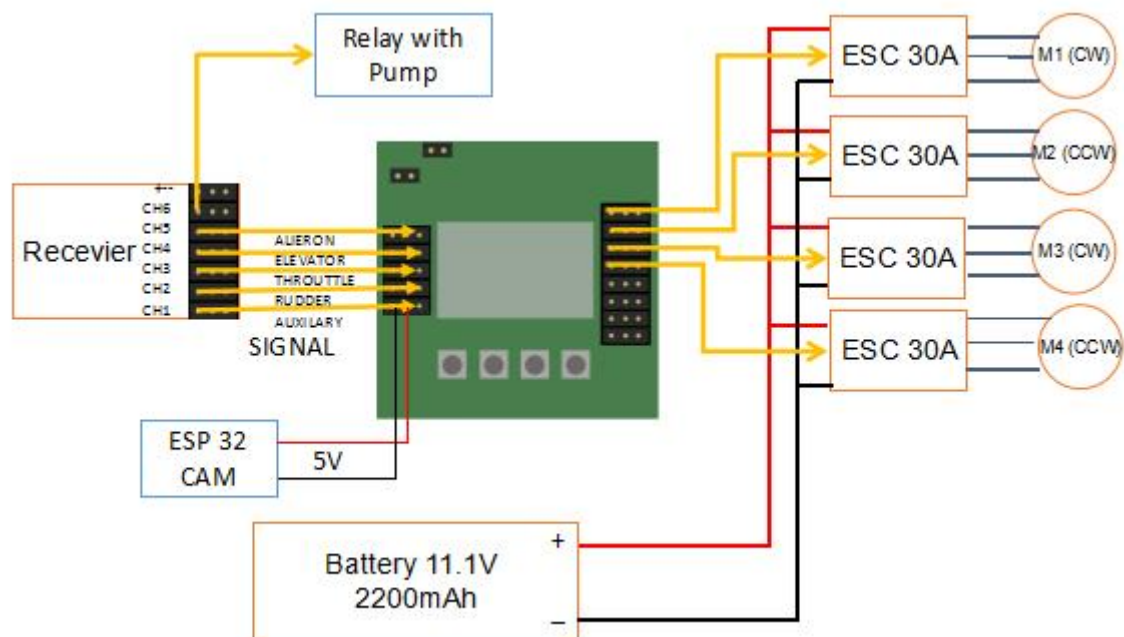 Relay with
Pump
Recevier
+--
CH6
CH5
CH4
CH3
CH2
CH1
ALIERON
ELEVATOR
THROUTTLE
RUDDER
AUXILARY
SIGNAL
ESP 32
CAM
5V
Battery 11.1V
2200mAh
+
–
ESC 30A
M1 (CW)
ESC 30A
M2 (CCW)
ESC 30A
M3 (CW)
ESC 30A
M4 (CCW)